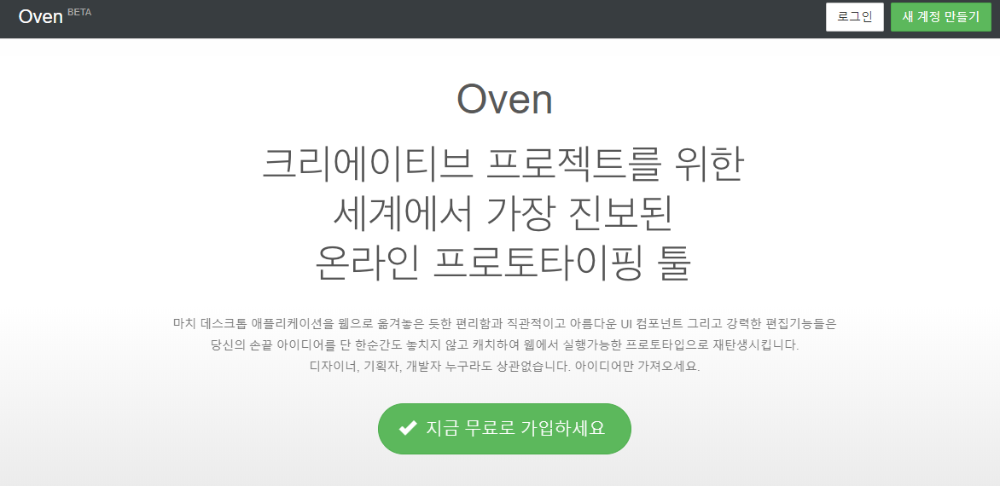 Oven BETA
로그인
새 계정 만들기
Oven
크리에이티브 프로젝트를 위한
세계에서 가장 진보된
온라인 프로토타이핑 툴
마치 데스크톱 애플리케이션을 웹으로 옮겨놓은 듯한 편리함과 직관적이고 아름다운 UI 컴포넌트 그리고 강력한 편집기능들은
당신의 손끝 아이디어를 단 한순간도 놓치지 않고 캐치하여 웹에서 실행가능한 프로토타입으로 재탄생시킵니다.
디자이너, 기획자, 개발자 누구라도 상관없습니다. 아이디어만 가져오세요.
지금 무료로 가입하세요